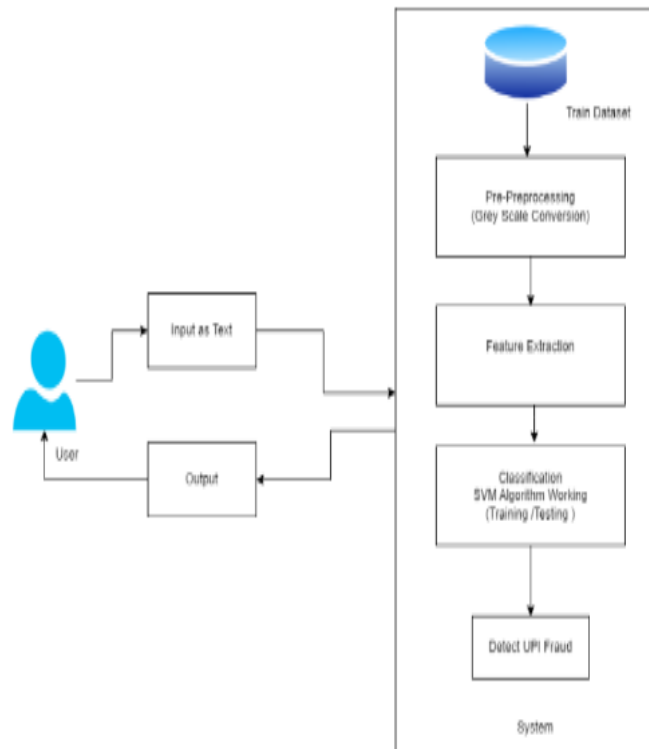 Train Dataset
Pre-Preprocessing
(Grey Scale Conversion)
Feature Extraction
Classification
SVM Algorithm Working
(Training /Testing )
Detect UPI Fraud
System
Input as Text
User
Output